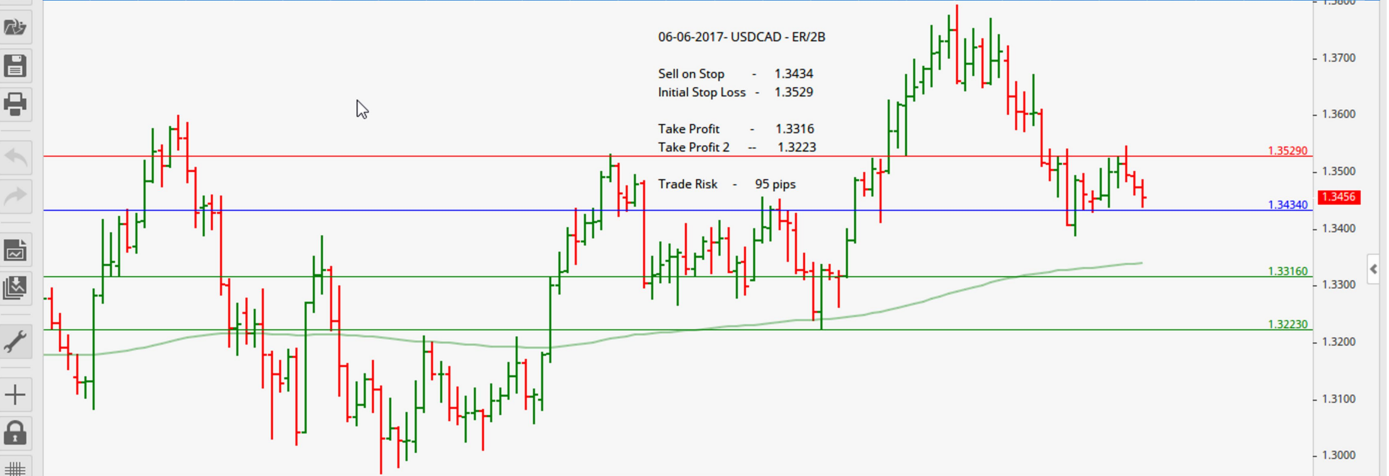 1.3800
06-06-2017- USDCAD - ER/2B
1.3700
Sell on Stop - 1.3434
Initial Stop Loss - 1.3529
1.3600
Take Profit - 1.3316
Take Profit 2 -- 1.3223
1.35290
1.3500
Trade Risk - 95 pips
1.3456
1.34340
1.3400
1.33160
1.3300
1.32230
1.3200
1.3100
1.3000